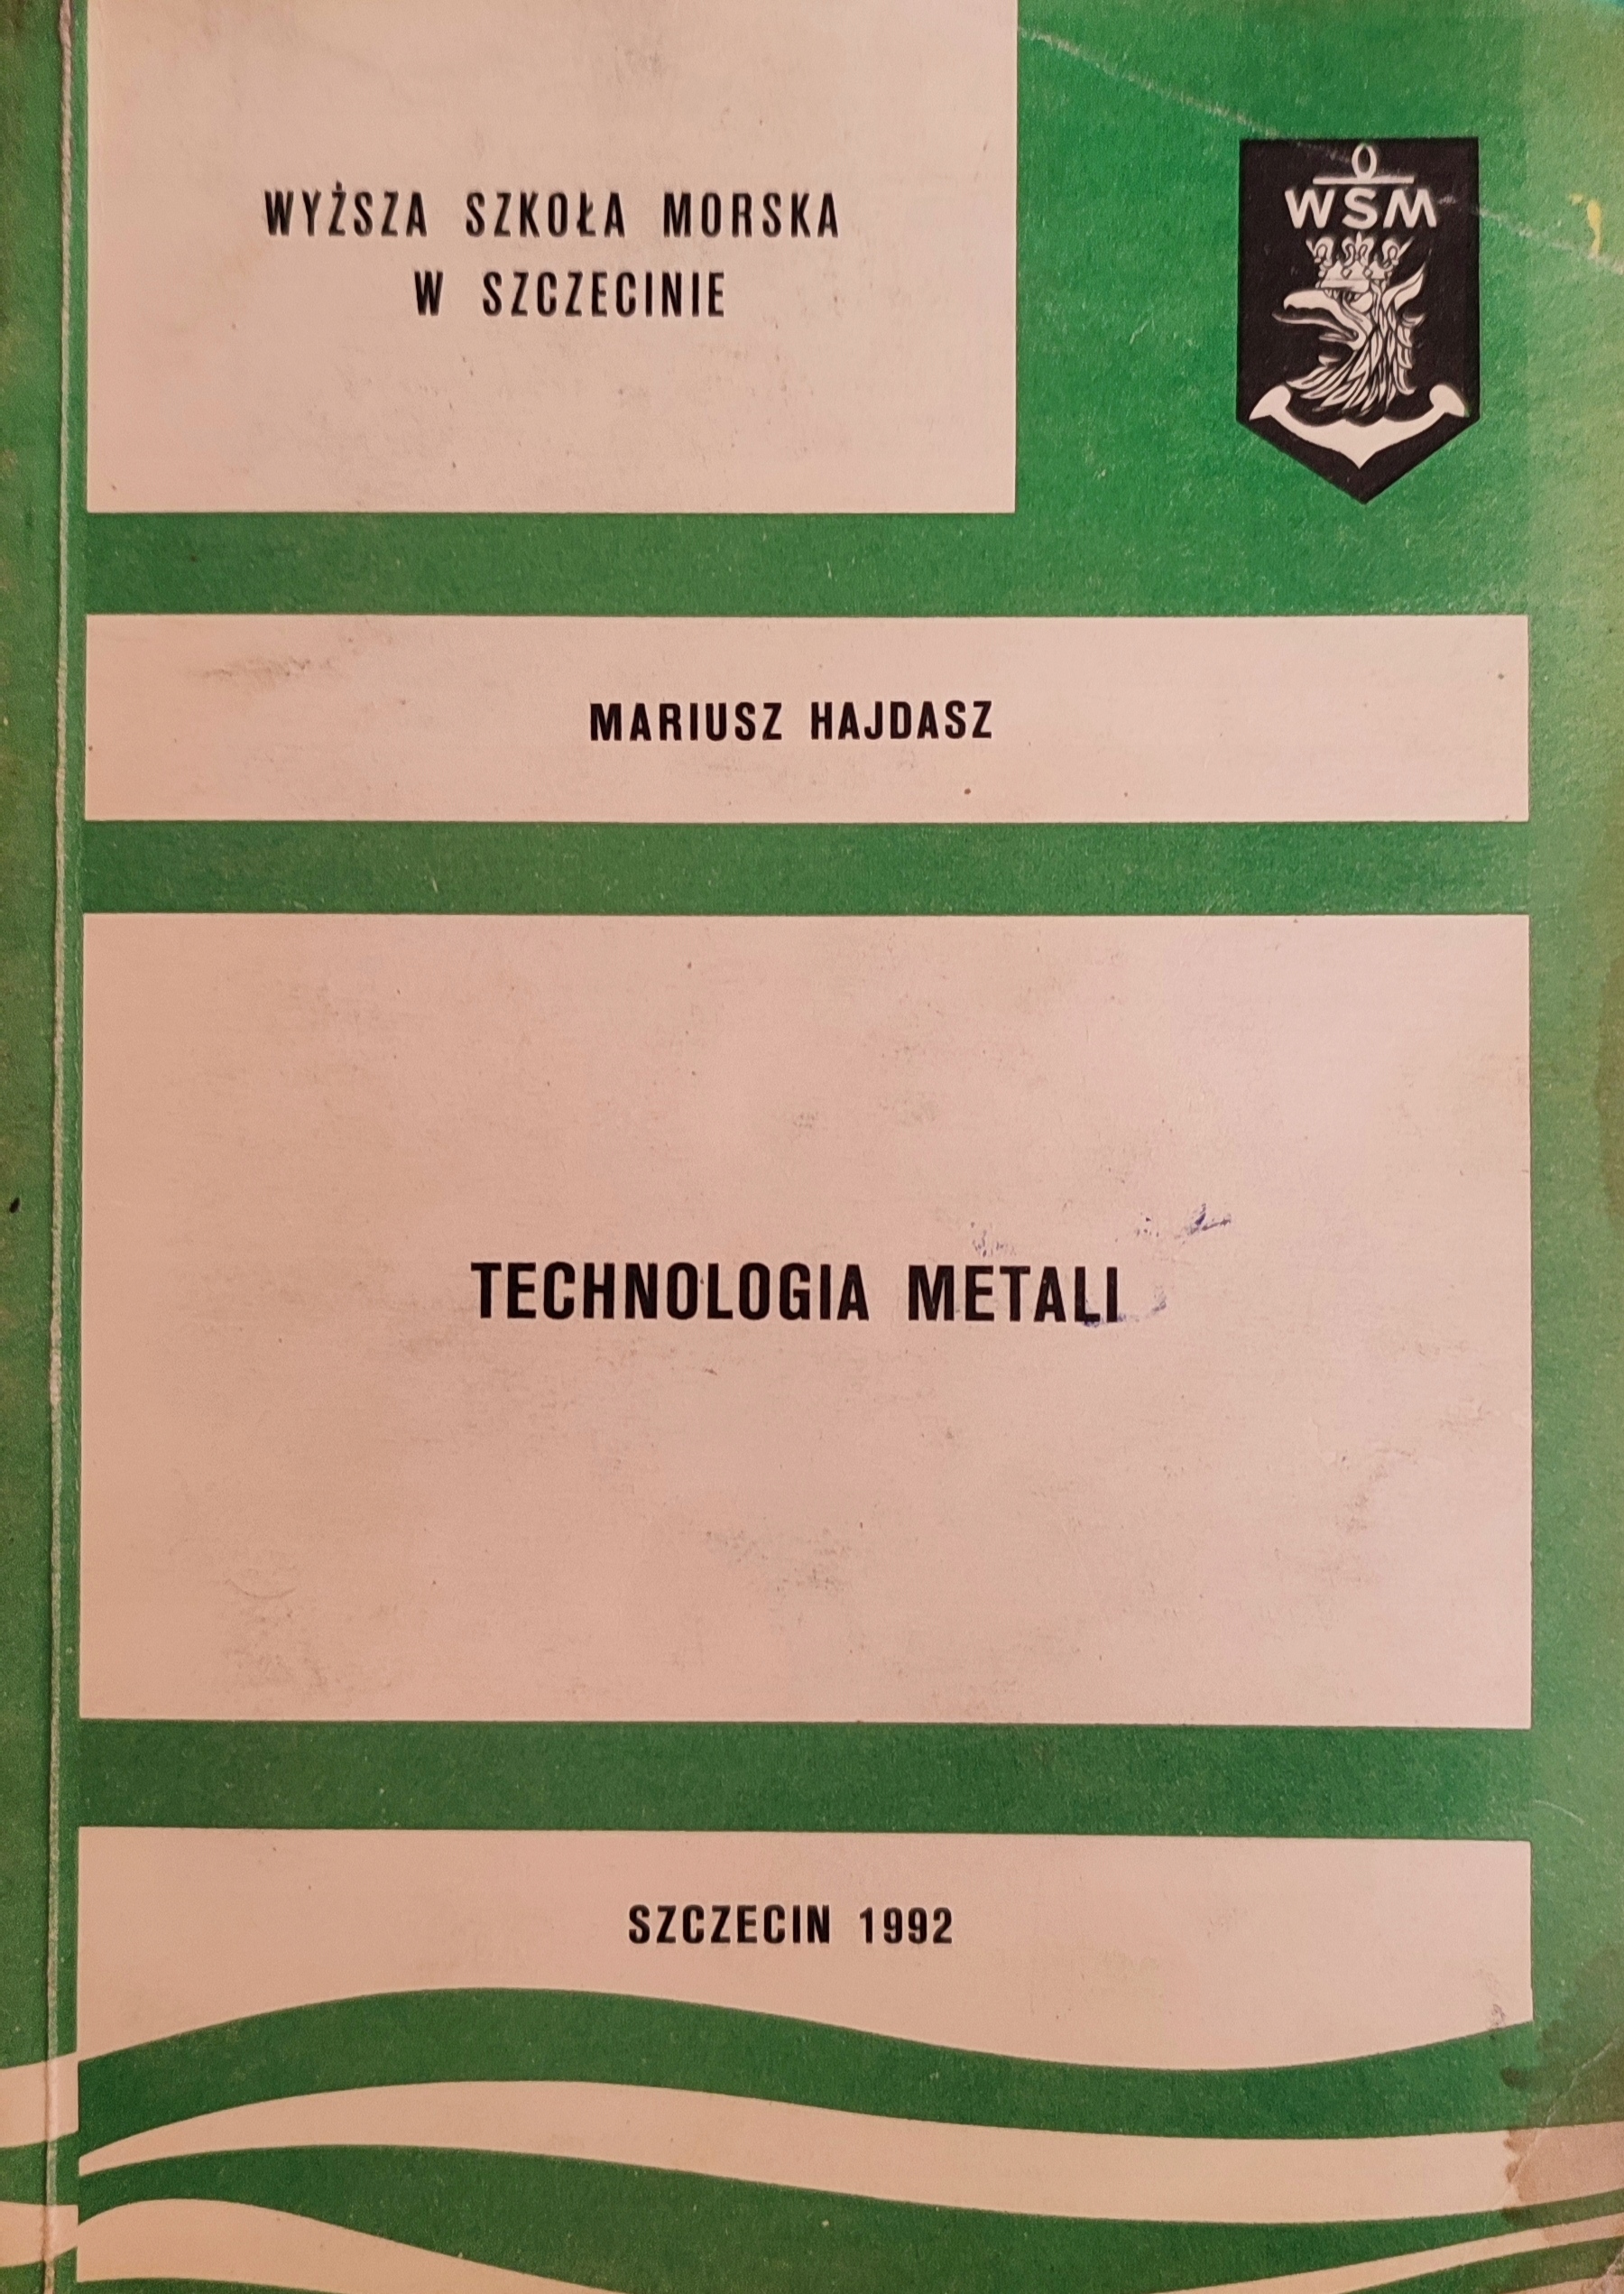 WYŻSZA SZKOŁA MORSKA
W SZCZECINIE
WSM
MARIUSZ HAJDASZ
TECHNOLOGIA METALI
SZCZECIN 1992